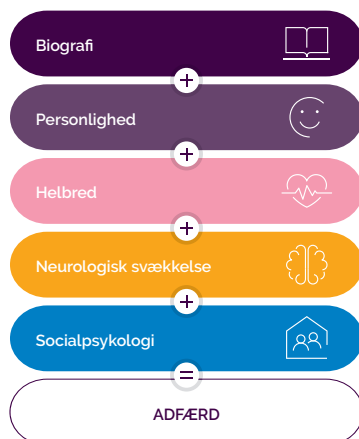 Biografi
+
Personlighed
+
Helbred
+
Neurologisk svækkelse
+
Socialpsykologi
=
ADFÆRD